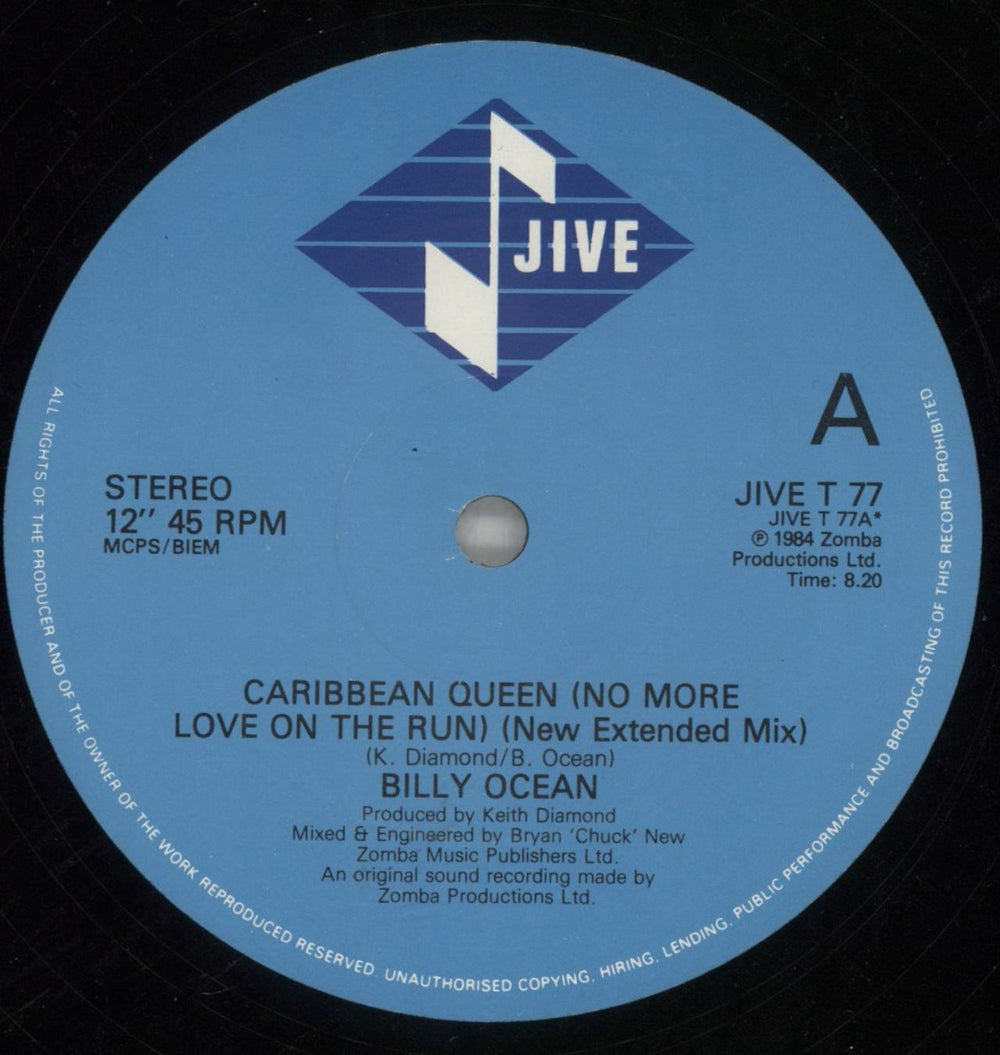 JIVE
A
STEREO
12" 45 RPM
MCPS/BIEM
JIVE T 77
JIVE T 77A*
℗ 1984 Zomba
Productions Ltd.
Time: 8.20
CARIBBEAN QUEEN (NO MORE
LOVE ON THE RUN) (New Extended Mix)
(K. Diamond/B. Ocean)
BILLY OCEAN
Produced by Keith Diamond
Mixed & Engineered by Bryan 'Chuck' New
Zomba Music Publishers Ltd.
An original sound recording made by
Zomba Productions Ltd.
ALL RIGHTS OF THE PRODUCER AND OF THE OWNER OF THE WORK REPRODUCED RESERVED. UNAUTHORISED COPYING, HIRING, LENDING, PUBLIC PERFORMANCE AND BROADCASTING OF THIS RECORD PROHIBITED